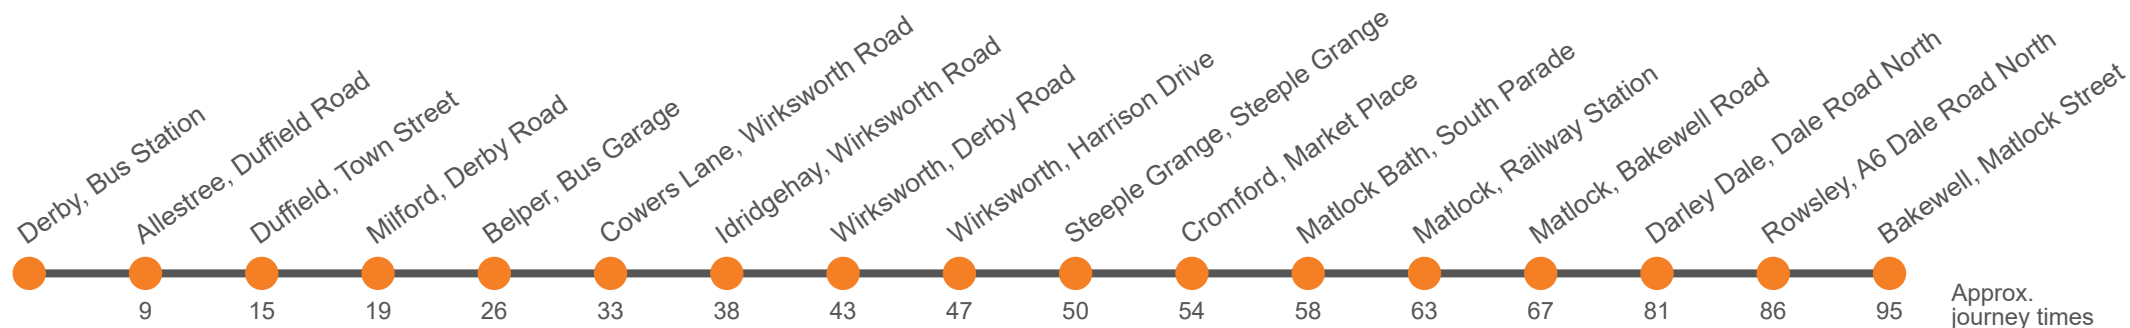 Derby, Bus Station
Allestree, Duffield Road
Duffield, Town Street
Milford, Derby Road
Belper, Bus Garage
Cowers Lane, Wirksworth Road
Idridgehay, Wirksworth Road
Wirksworth, Derby Road
Wirksworth, Harrison Drive
Steeple Grange, Steeple Grange
Cromford, Market Place
Matlock Bath, South Parade
Matlock, Railway Station
Matlock, Bakewell Road
Darley Dale, Dale Road North
Rowsley, A6 Dale Road North
Bakewell, Matlock Street
9 15 19 26 33 38 43 47 50 54 58 63 67 81 86 95
Approx.
journey times